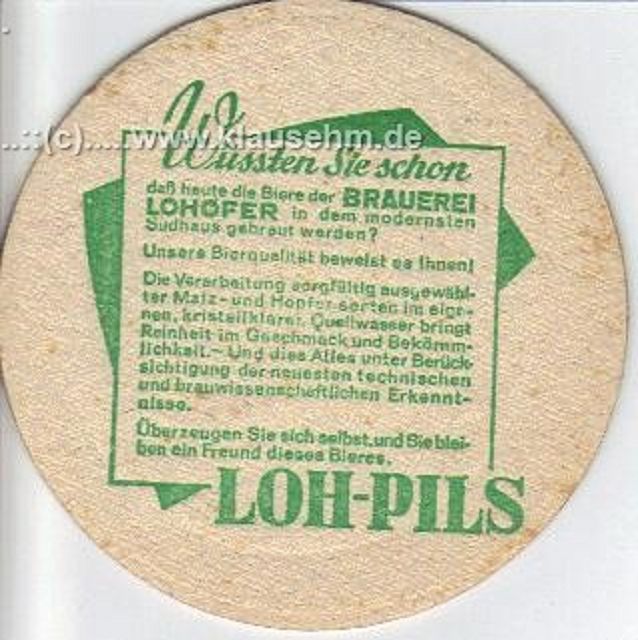 ..::(c)....:www.klausehm.de
Wussten Sie schon
daß heute die Biere der BRAUEREI
LOHÖFER in dem modernsten
Sudhaus gebraut werden?
Unsere Bierqualität beweist es Ihnen!
Die Verarbeitung sorgfältig ausgewähl-
ter Malz- und Hopfensorten im eige-
nen, kristallklaren Quellwasser bringt
Reinheit im Geschmack und Bekömm-
lichkeit.- Und dies Alles unter Berück-
sichtigung der neuesten technischen
und brauwissenschaftlichen Erkennt-
nisse.
Überzeugen Sie sich selbst, und Sie blei-
ben ein Freund dieses Bieres.
LOH-PILS